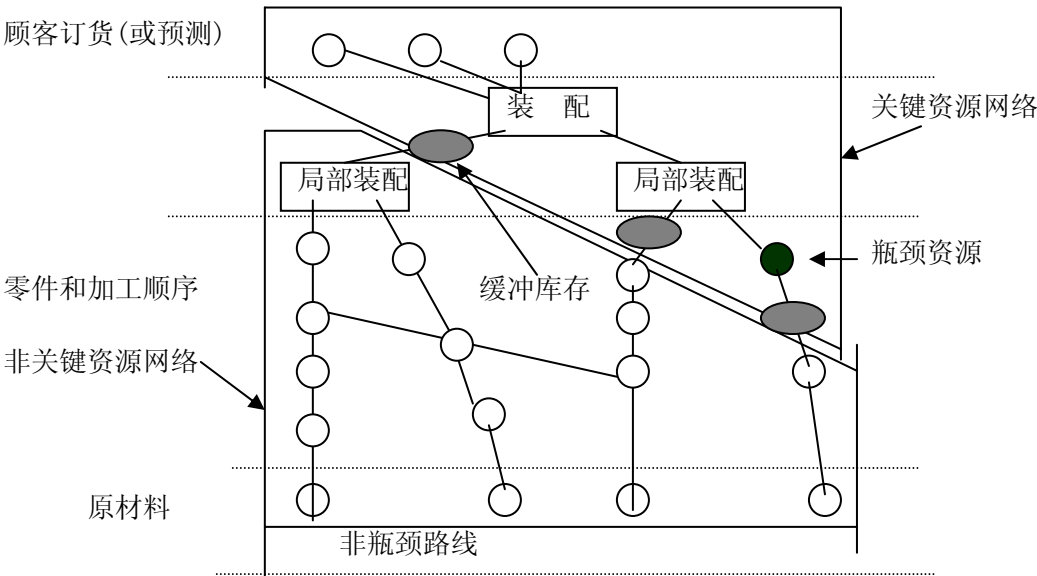 顾客订货(或预测)
装 配
关键资源网络
局部装配
局部装配
瓶颈资源
零件和加工顺序
缓冲库存
非关键资源网络
原材料
非瓶颈路线